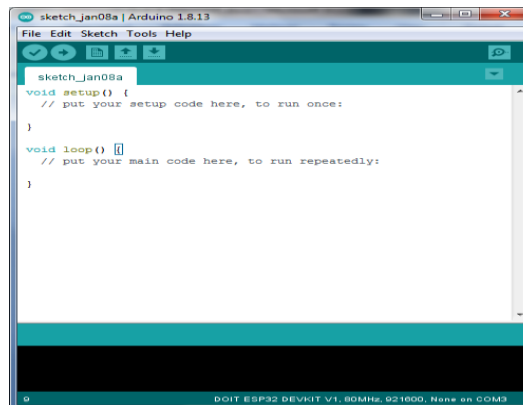 sketch_jan08a | Arduino 1.8.13
File Edit Sketch Tools Help
sketch_jan08a
void setup() {
  // put your setup code here, to run once:
}
void loop() {
  // put your main code here, to run repeatedly:
}
9 DOIT ESP32 DEVKIT V1, 80MHz, 921600, None on COM3